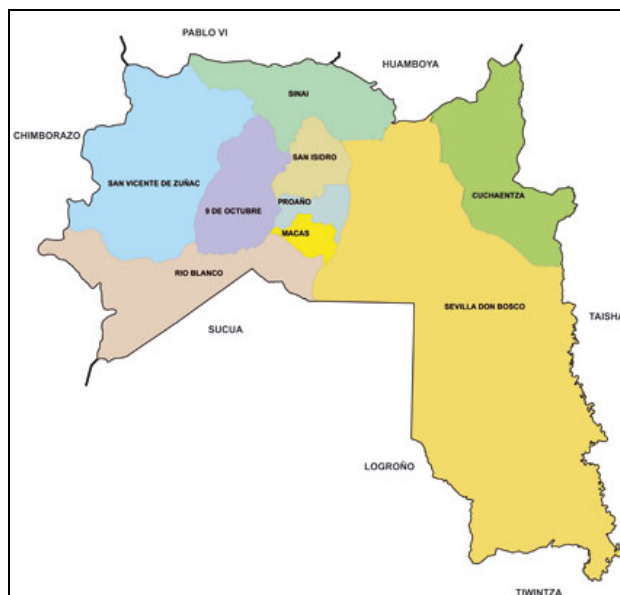 PABLO VI
HUAMBOYA
SINAI
CHIMBORAZO
SAN ISIDRO
SAN VICENTE DE ZUÑAC
CUCHAENTZA
PROAÑO
9 DE OCTUBRE
MACAS
RIO BLANCO
SEVILLA DON BOSCO
TAISHA
SUCUA
LOGROÑO
TIWINTZA